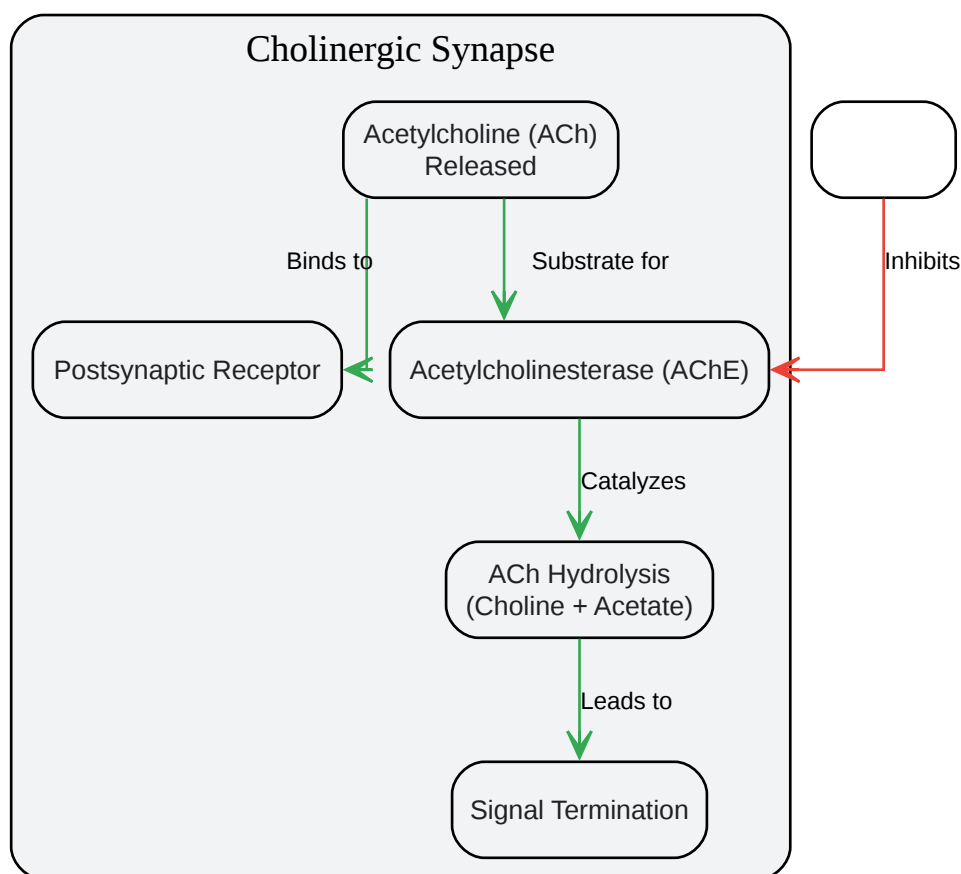 Cholinergic Synapse
Acetylcholine (ACh)
Released
Binds to
Substrate for
Inhibits
Postsynaptic Receptor
Acetylcholinesterase (AChE)
Catalyzes
ACh Hydrolysis
(Choline + Acetate)
Leads to
Signal Termination